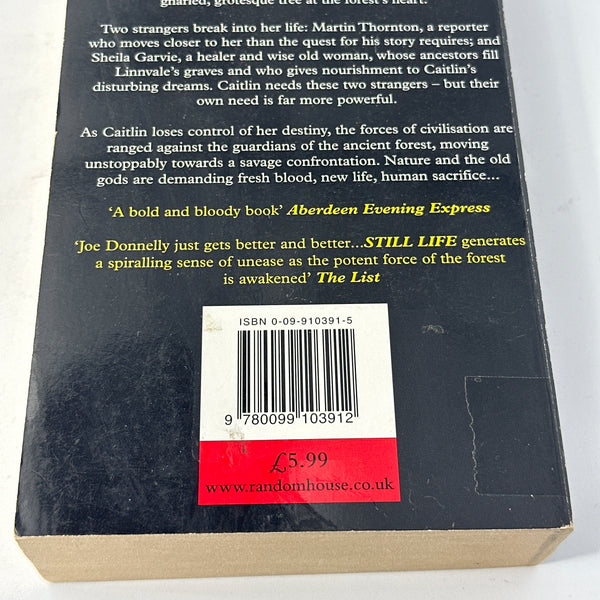 gnarled, grotesque tree at the forest's heart.
Two strangers break into her life: Martin Thornton, a reporter
who moves closer to her than the quest for his story requires; and
Sheila Garvie, a healer and wise old woman, whose ancestors fill
Linnvale's graves and who gives nourishment to Caitlin's
disturbing dreams. Caitlin needs these two strangers – but their
own need is far more powerful.
As Caitlin loses control of her destiny, the forces of civilisation are
ranged against the guardians of the ancient forest, moving
unstoppably towards a savage confrontation. Nature and the old
gods are demanding fresh blood, new life, human sacrifice...
'A bold and bloody book' Aberdeen Evening Express
'Joe Donnelly just gets better and better...STILL LIFE generates
a spiralling sense of unease as the potent force of the forest
is awakened' The List
ISBN 0-09-910391-5
9 780099 103912
£5.99
www.randomhouse.co.uk